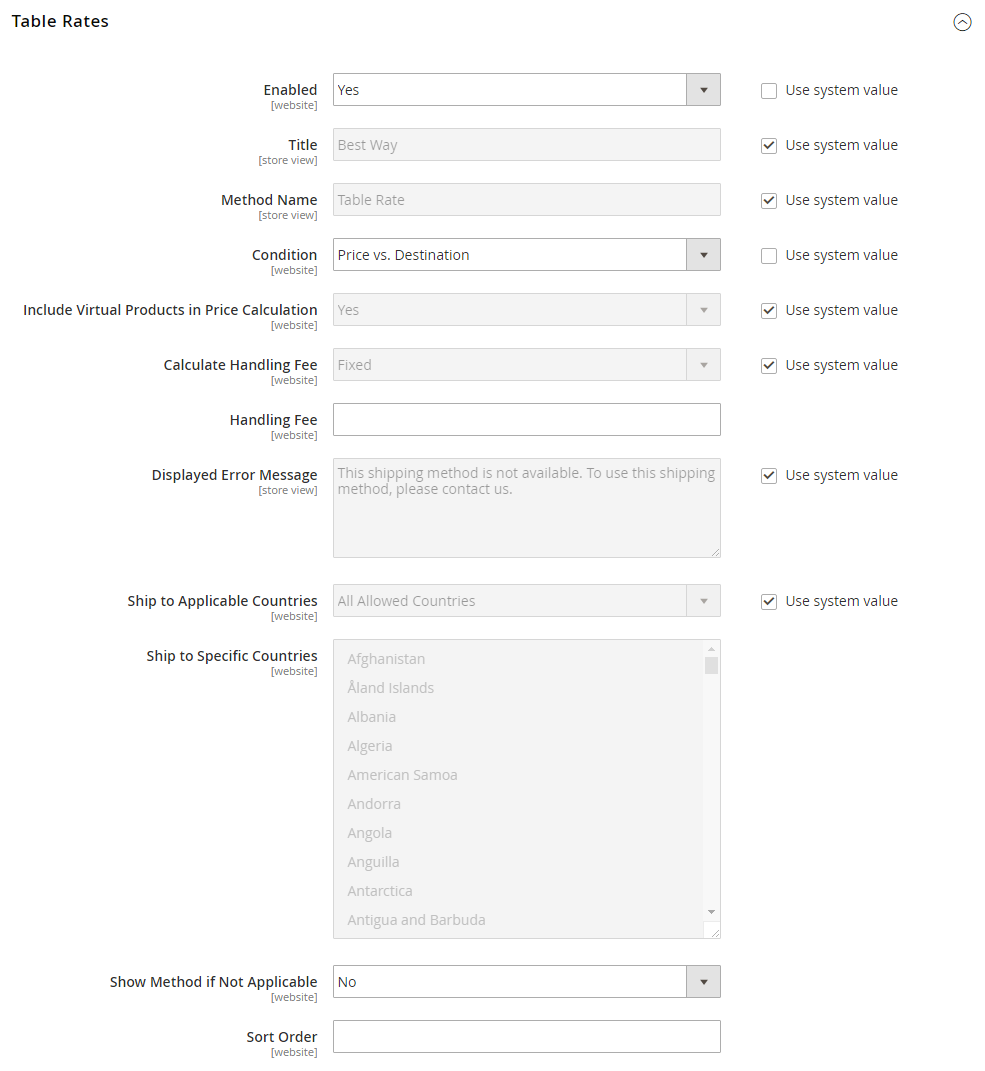 Table Rates
Enabled Yes Use system value
[website]
Title Best Way Use system value
[store view]
Method Name Table Rate Use system value
[store view]
Condition Price vs. Destination Use system value
[website]
Include Virtual Products in Price Calculation Yes Use system value
[website]
Calculate Handling Fee Fixed Use system value
[website]
Handling Fee
[website]
Displayed Error Message This shipping method is not available. To use this shipping Use system value
[store view] method, please contact us.
Ship to Applicable Countries All Allowed Countries Use system value
[website]
Ship to Specific Countries Afghanistan
[website]
Åland Islands
Albania
Algeria
American Samoa
Andorra
Angola
Anguilla
Antarctica
Antigua and Barbuda
Show Method if Not Applicable No
[website]
Sort Order
[website]